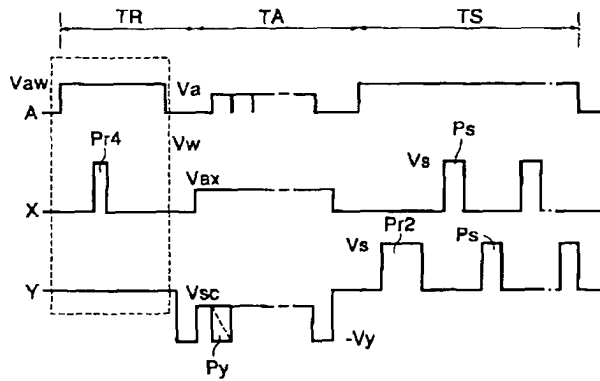 TR TA TS
Vaw Va
A
Pr4 Vw Vs Ps
Vax
X
Vs Pr2 Ps
Y Vsc
-Vy
Py